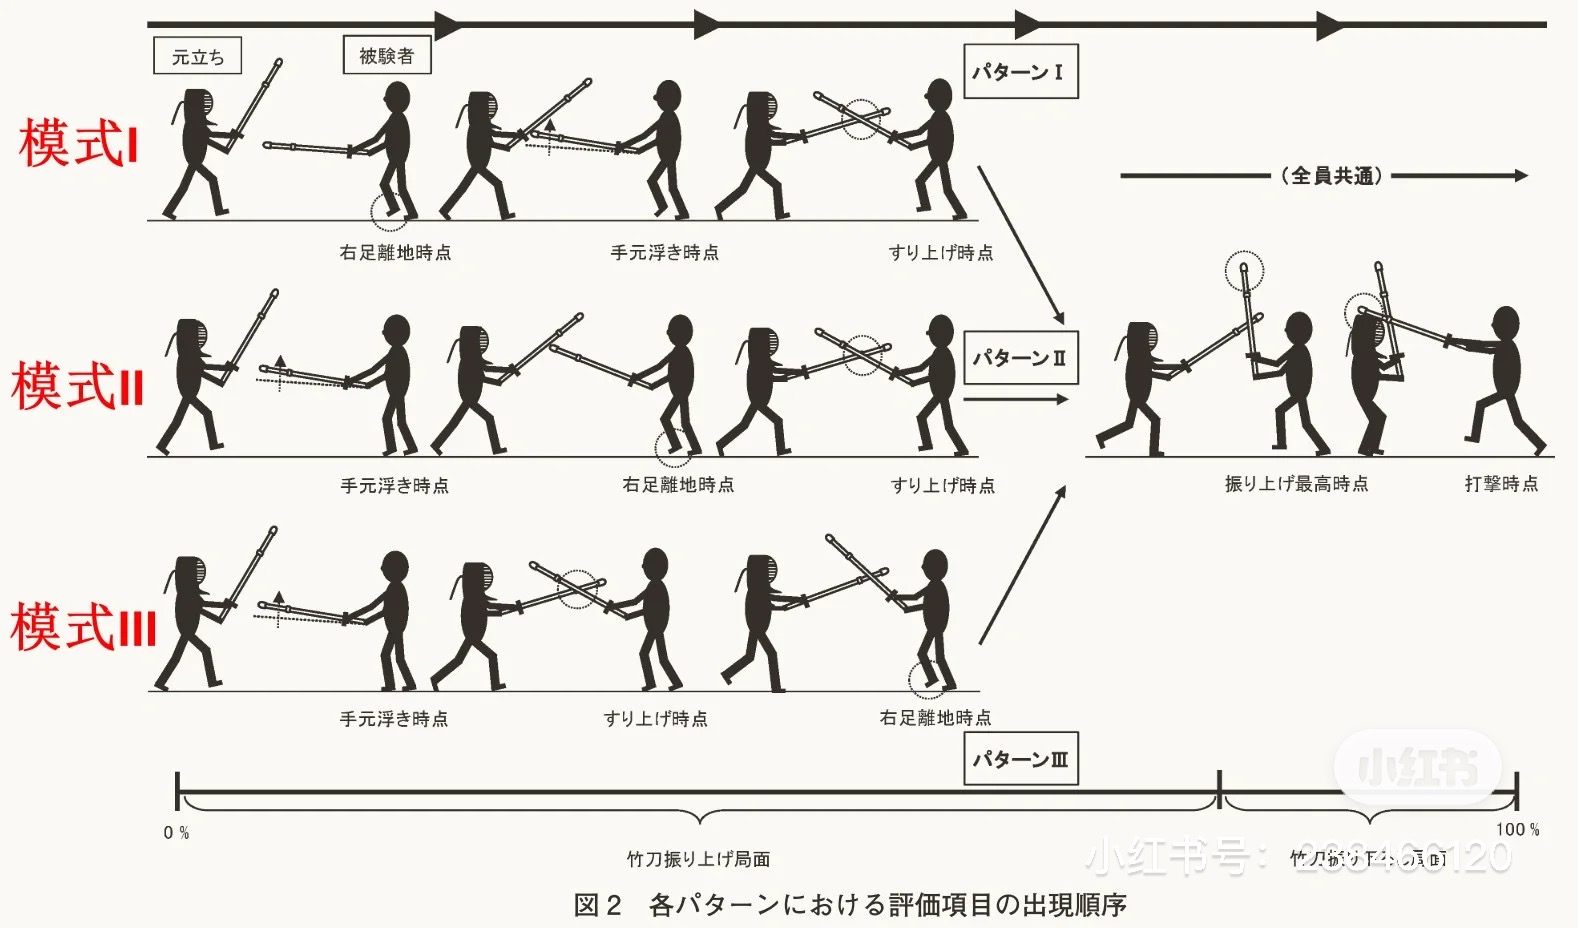 元立ち
被験者
パターンⅠ
模式Ⅰ
右足離地時点
手元浮き時点
すり上げ時点
(全員共通)
模式Ⅱ
パターンⅡ
手元浮き時点
右足離地時点
すり上げ時点
振り上げ最高時点
打撃時点
模式Ⅲ
手元浮き時点
すり上げ時点
右足離地時点
パターンⅢ
小红书
0 %
100 %
竹刀振り上げ局面
小红书号:
図2 各パターンにおける評価項目の出現順序